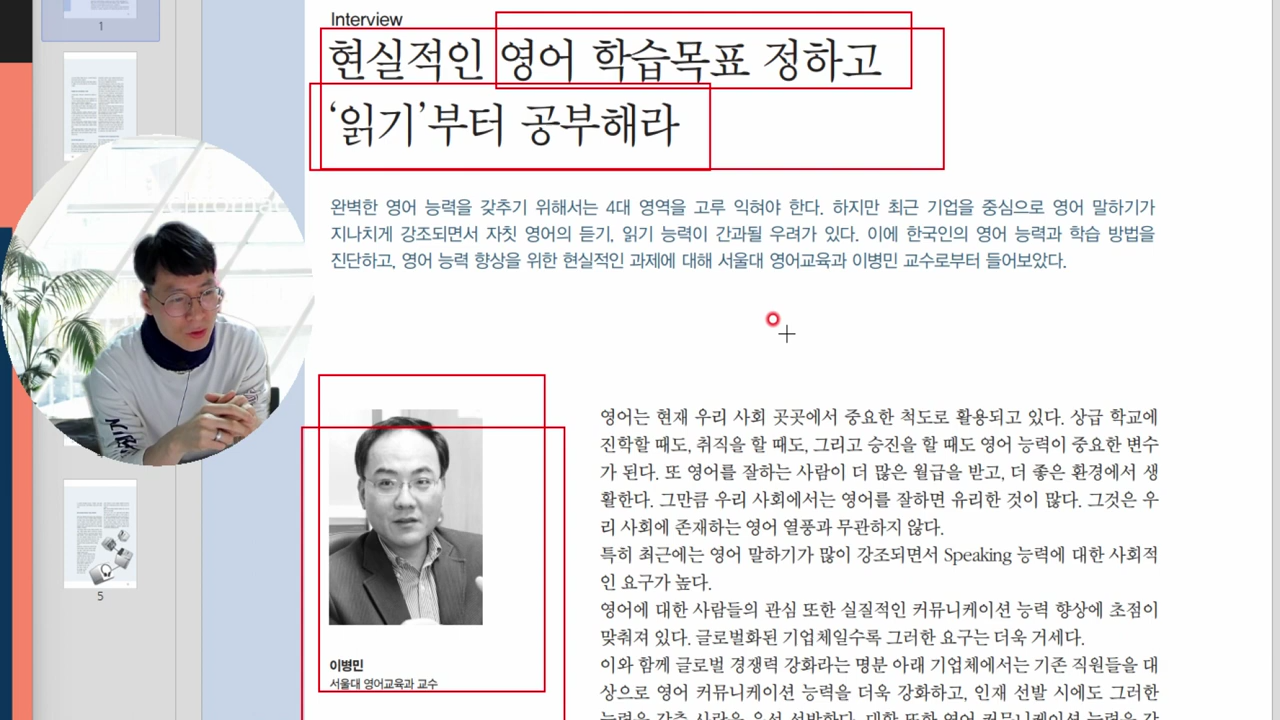 1
5
Interview
현실적인 영어 학습목표 정하고
‘읽기’부터 공부해라
완벽한 영어 능력을 갖추기 위해서는 4대 영역을 고루 익혀야 한다. 하지만 최근 기업을 중심으로 영어 말하기가
지나치게 강조되면서 자칫 영어의 듣기, 읽기 능력이 간과될 우려가 있다. 이에 한국인의 영어 능력과 학습 방법을
진단하고, 영어 능력 향상을 위한 현실적인 과제에 대해 서울대 영어교육과 이병민 교수로부터 들어보았다.
이병민
서울대 영어교육과 교수
영어는 현재 우리 사회 곳곳에서 중요한 척도로 활용되고 있다. 상급 학교에
진학할 때도, 취직을 할 때도, 그리고 승진을 할 때도 영어 능력이 중요한 변수
가 된다. 또 영어를 잘하는 사람이 더 많은 월급을 받고, 더 좋은 환경에서 생
활한다. 그만큼 우리 사회에서는 영어를 잘하면 유리한 것이 많다. 그것은 우
리 사회에 존재하는 영어 열풍과 무관하지 않다.
특히 최근에는 영어 말하기가 많이 강조되면서 Speaking 능력에 대한 사회적
인 요구가 높다.
영어에 대한 사람들의 관심 또한 실질적인 커뮤니케이션 능력 향상에 초점이
맞춰져 있다. 글로벌화된 기업체일수록 그러한 요구는 더욱 거세다.
이와 함께 글로벌 경쟁력 강화라는 명분 아래 기업체에서는 기존 직원들을 대
상으로 영어 커뮤니케이션 능력을 더욱 강화하고, 인재 선발 시에도 그러한